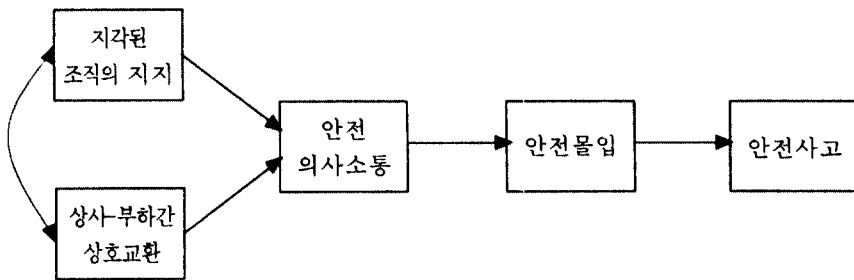 지각된
조직의 지지
상사-부하간
상호교환
안전
의사소통
안전몰입
안전사고